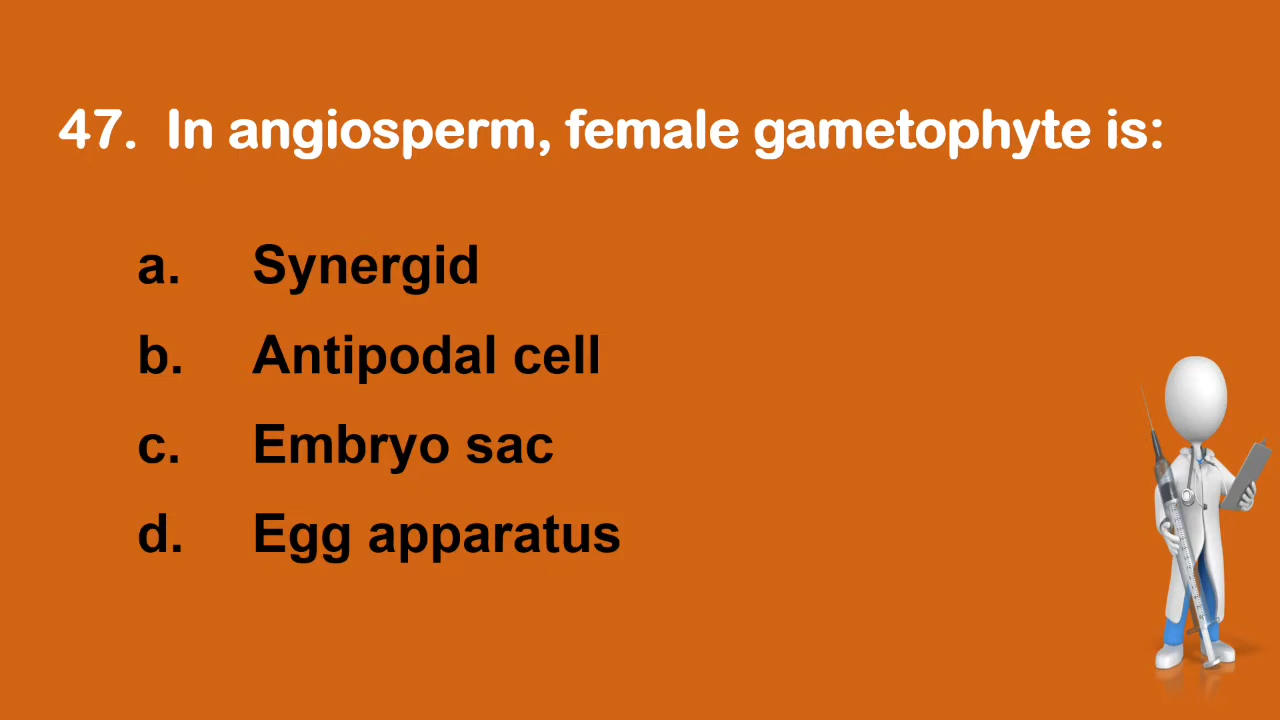 47. In angiosperm, female gametophyte is:
a. Synergid
b. Antipodal cell
c. Embryo sac
d. Egg apparatus